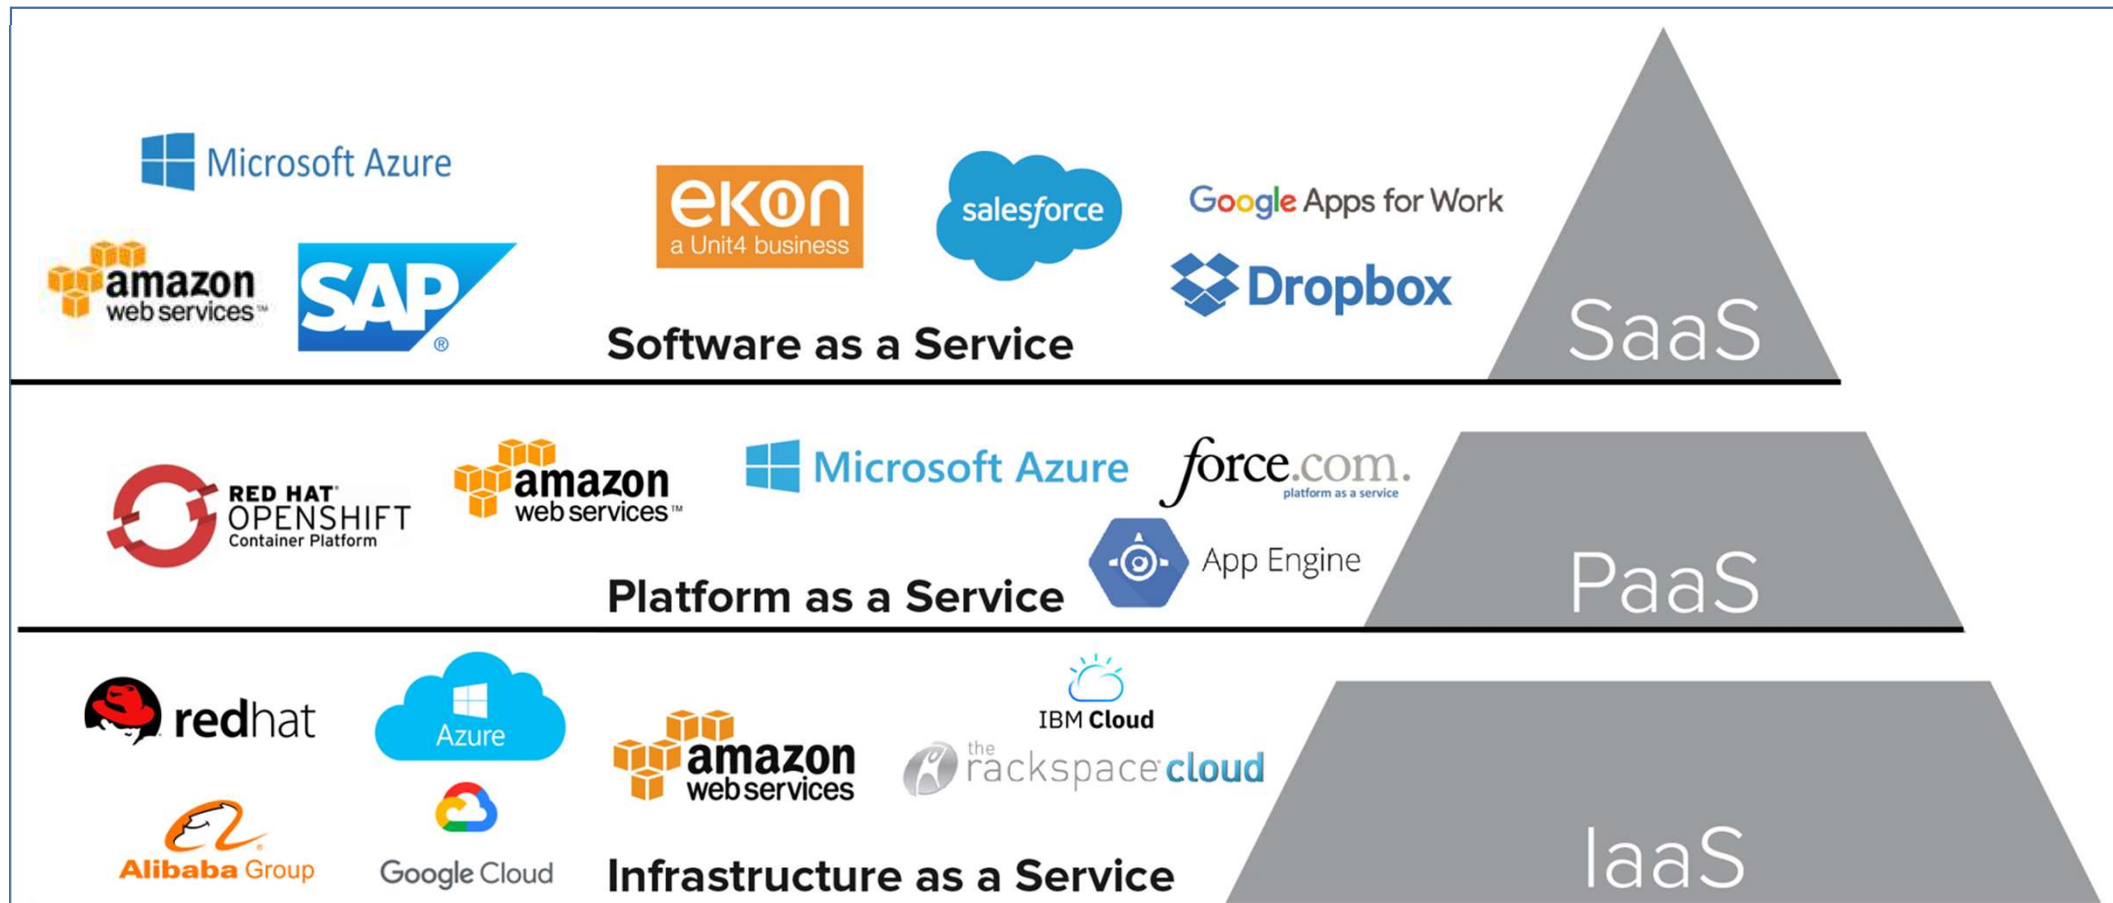 Microsoft Azure
amazon
web services™
SAP
®
ekon
a Unit4 business
salesforce
Google Apps for Work
Dropbox
Software as a Service
SaaS
RED HAT®
OPENSHIFT
Container Platform
amazon
web services™
Microsoft Azure
force.com.
platform as a service
App Engine
Platform as a Service
PaaS
redhat
Azure
amazon
web services
IBM Cloud
the
rackspace® cloud
Alibaba Group
Google Cloud
Infrastructure as a Service
IaaS